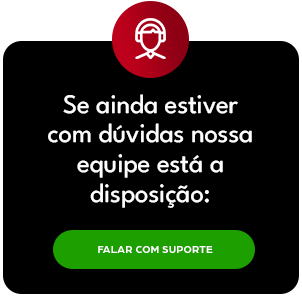 Se ainda estiver
com dúvidas nossa
equipe está a
disposição:
FALAR COM SUPORTE